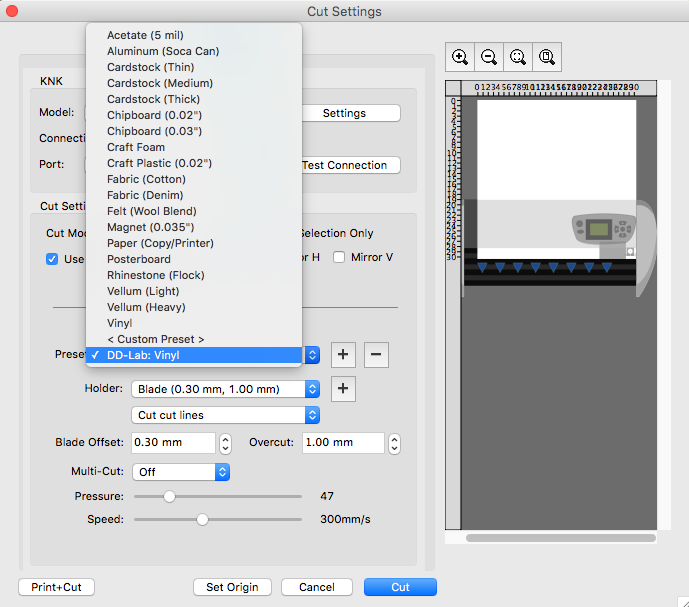 Cut Settings
Acetate (5 mil)
Aluminum (Soca Can)
Cardstock (Thin)
Cardstock (Medium)
Cardstock (Thick)
Chipboard (0.02")
Chipboard (0.03")
Craft Foam
Craft Plastic (0.02")
Fabric (Cotton)
Fabric (Denim)
Felt (Wool Blend)
Magnet (0.035")
Paper (Copy/Printer)
Posterboard
Rhinestone (Flock)
Vellum (Light)
Vellum (Heavy)
Vinyl
< Custom Preset >
✓ DD-Lab: Vinyl
KNK
Model:
Settings
Connecti
Port:
Test Connection
Cut Setti
Cut Mod
Selection Only
Use
or H
Mirror V
Prese
+
−
Holder:
Blade (0.30 mm, 1.00 mm)
+
Cut cut lines
Blade Offset:
0.30 mm
Overcut:
1.00 mm
Multi-Cut:
Off
Pressure:
47
Speed:
300mm/s
Print+Cut
Set Origin
Cancel
Cut